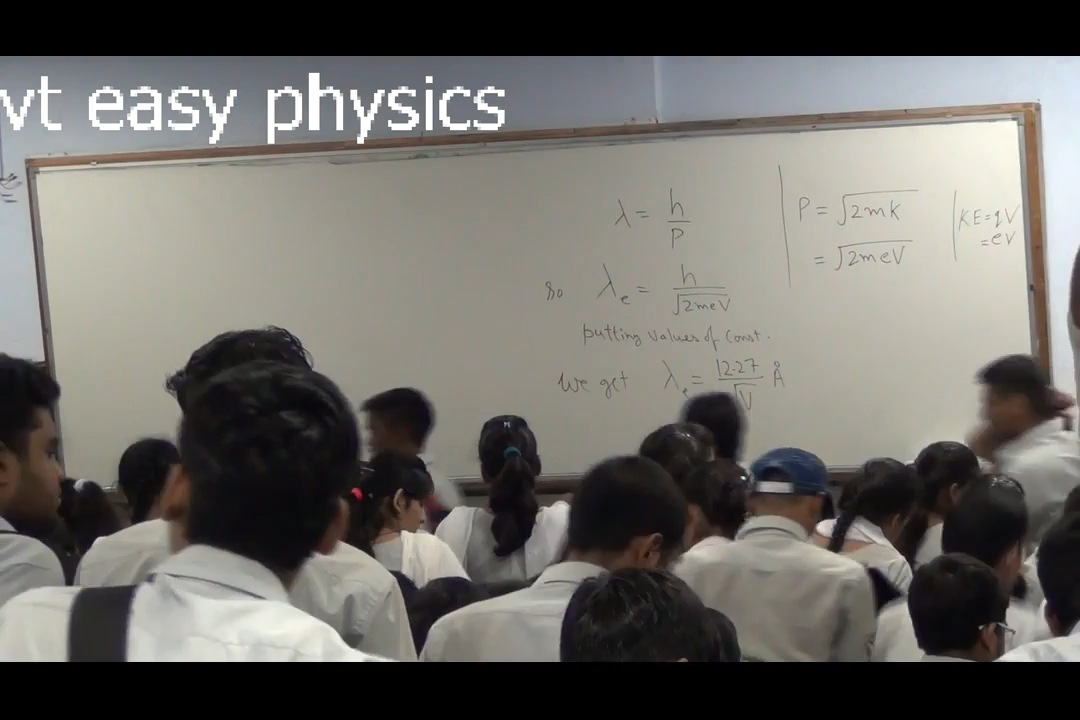 vt easy physics
λ = h/P
P = √2mK
= √2meV
KE = qV
= eV
so λe = h/√2meV
putting values of const.
we get λe = 12.27/√V Å